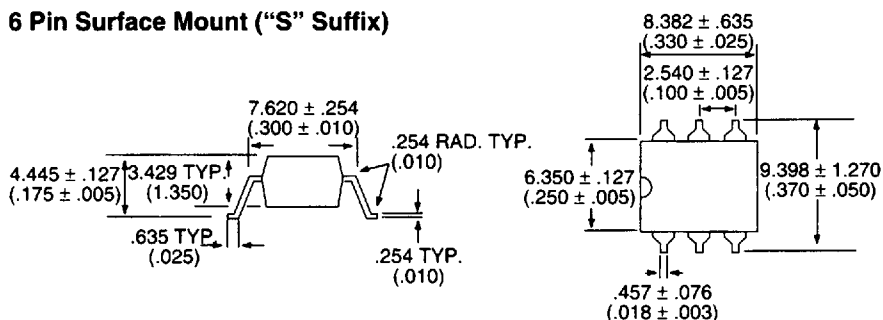 6 Pin Surface Mount (“S” Suffix)
8.382 ± .635
(.330 ± .025)
2.540 ± .127
(.100 ± .005)
7.620 ± .254
(.300 ± .010)
.254 RAD. TYP.
(.010)
4.445 ± .127
(.175 ± .005)
3.429 TYP.
(1.350)
6.350 ± .127
(.250 ± .005)
9.398 ± 1.270
(.370 ± .050)
.635 TYP.
(.025)
.254 TYP.
(.010)
.457 ± .076
(.018 ± .003)